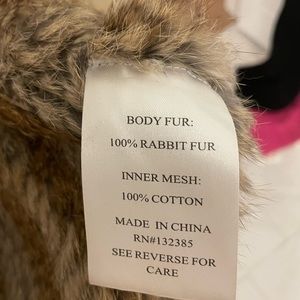 BODY FUR:
100% RABBIT FUR
INNER MESH:
100% COTTON
MADE IN CHINA
RN#132385
SEE REVERSE FOR
CARE